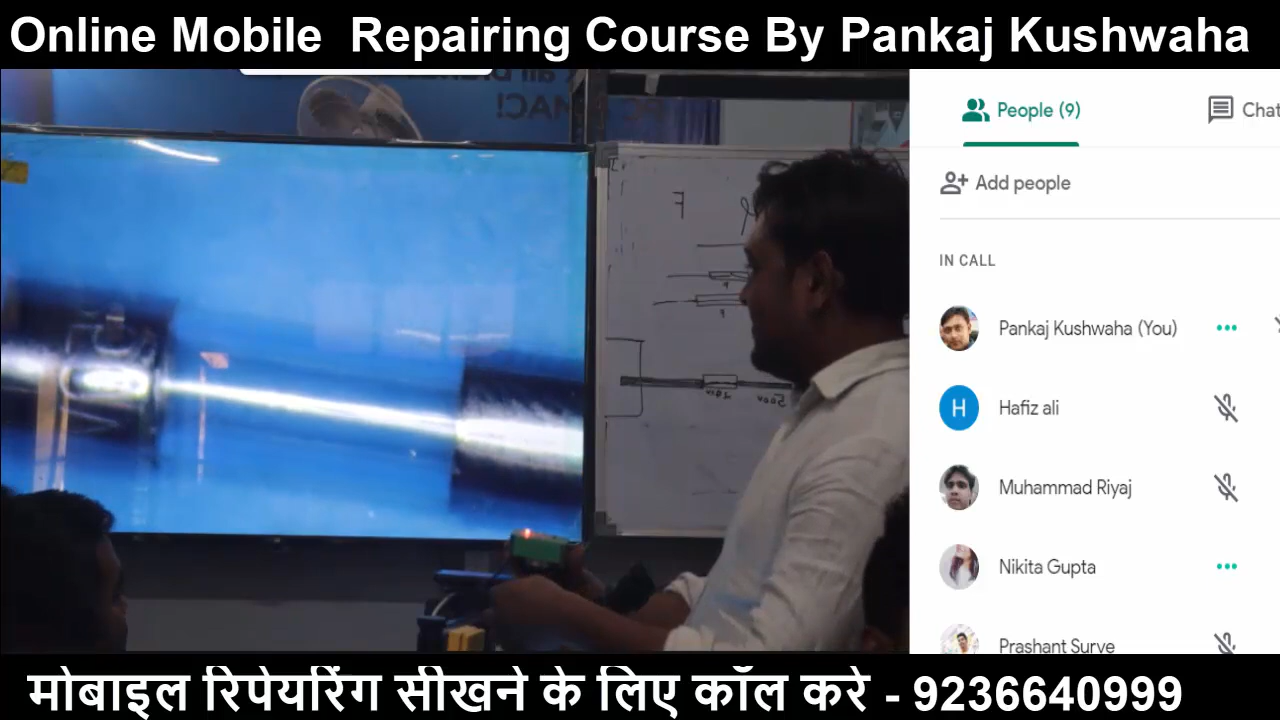 Online Mobile Repairing Course By Pankaj Kushwaha
People (9)
Chat
Add people
IN CALL
Pankaj Kushwaha (You)
Hafiz ali
H
Muhammad Riyaj
Nikita Gupta
Prashant Surve
मोबाइल रिपेयरिंग सीखने के लिए कॉल करे - 9236640999